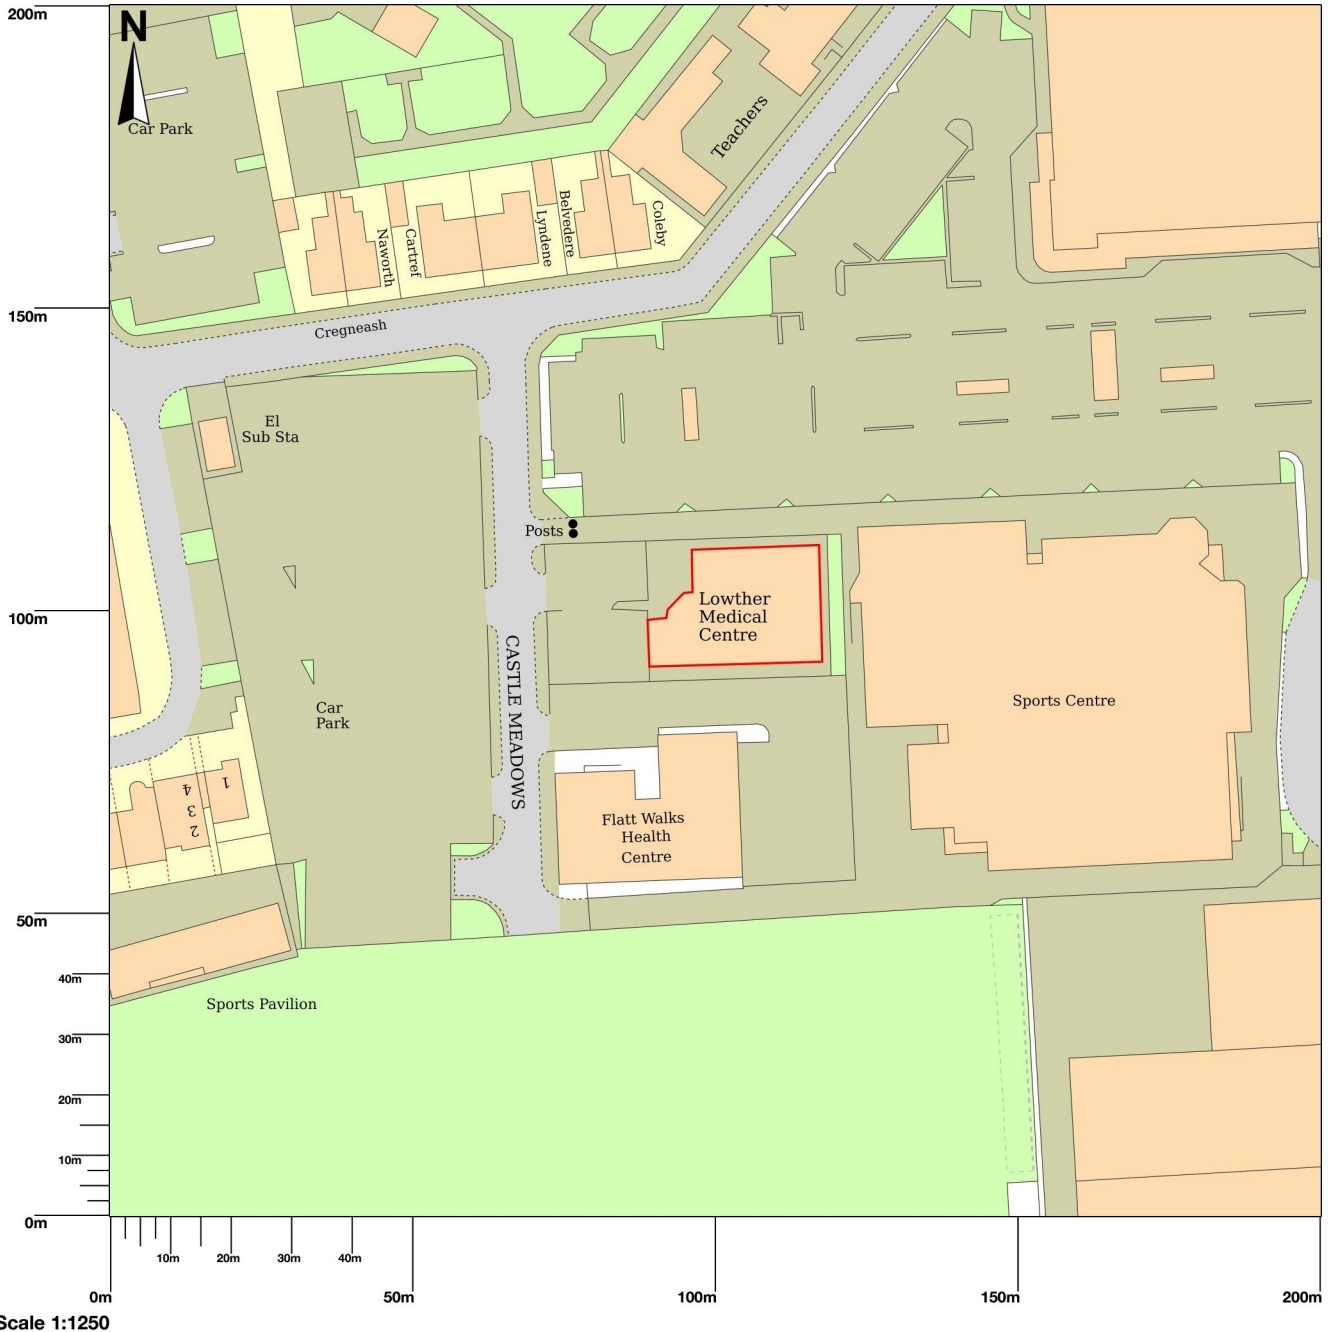 200m
N
Car Park
Teachers
Naworth
Cartref
Lyndene
Belvedere
Coleby
150m
Cregneash
El
Sub Sta
Posts
100m
Lowther
Medical
Centre
CASTLE MEADOWS
Car
Park
Sports Centre
1
4
3
2
Flatt Walks
Health
Centre
50m
40m
Sports Pavilion
30m
20m
10m
0m
10m
20m
30m
40m
0m
50m
100m
150m
200m
Scale 1:1250